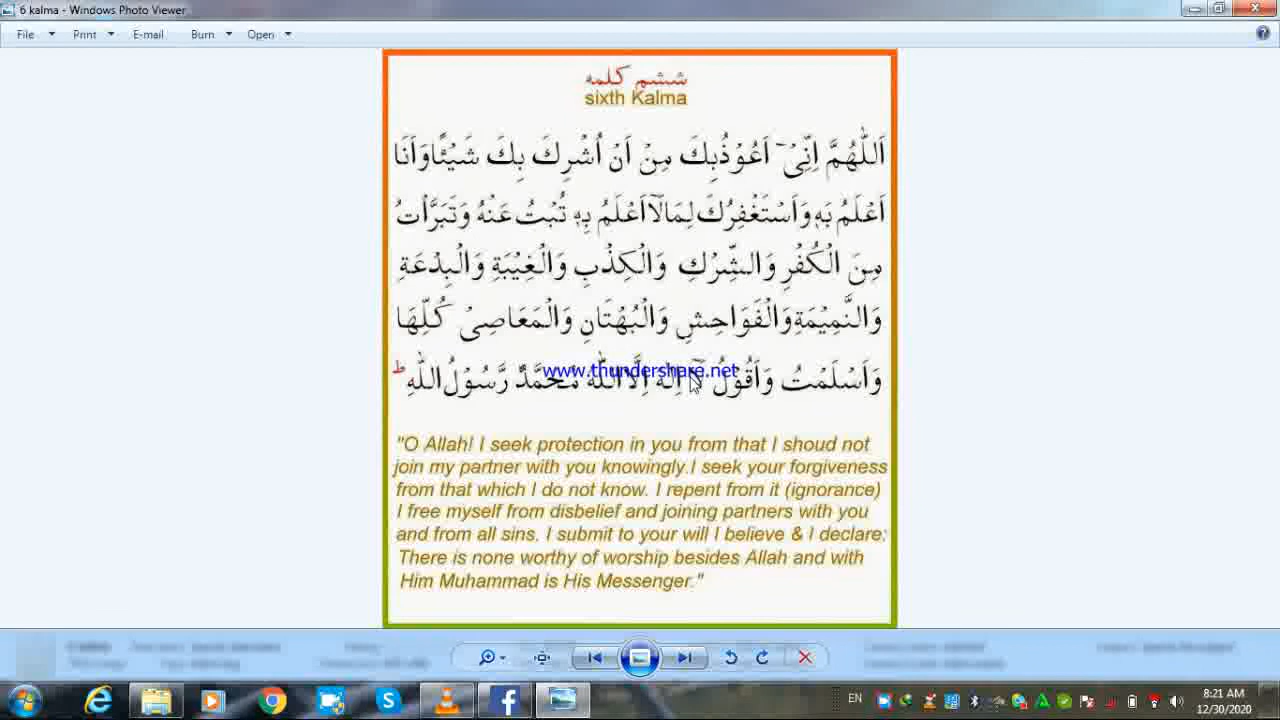 6 kalma - Windows Photo Viewer
File Print E-mail Burn Open
ششم کلمہ
sixth Kalma
اَللّٰهُمَّ اِنِّیْۤ اَعُوْذُبِكَ مِنْ اَنْ اُشْرِكَ بِكَ شَیْئًاوَّاَنَا
اَعْلَمُ بَهٖ وَاَسْتَغْفِرُكَ لِمَالَاۤاَعْلَمُ بِهٖ تُبْتُ عَنْهُ وَتَبَرَّأْتُ
مِنَ الْكُفْرِ وَالشِّرْكِ وَالْكِذْبِ وَالْغِيْبَةِ وَالْبِدْعَةِ
وَالنَّمِيْمَةِوَالْفَوَاحِشِ وَالْبُهْتَانِ وَالْمَعَاصِیْ كُلِّهَا
وَاَسْلَمْتُ وَاَقُوْلُ لَاۤ اِلٰهَ اِلَّااللّٰهُ مُحَمَّدٌ رَّسُوْلُ اللّٰهِ ط
www.thundershare.net
"O Allah! I seek protection in you from that I shoud not
join my partner with you knowingly.I seek your forgiveness
from that which I do not know. I repent from it (ignorance)
I free myself from disbelief and joining partners with you
and from all sins. I submit to your will I believe & I declare:
There is none worthy of worship besides Allah and with
Him Muhammad is His Messenger."
EN
8:21 AM
12/30/2020